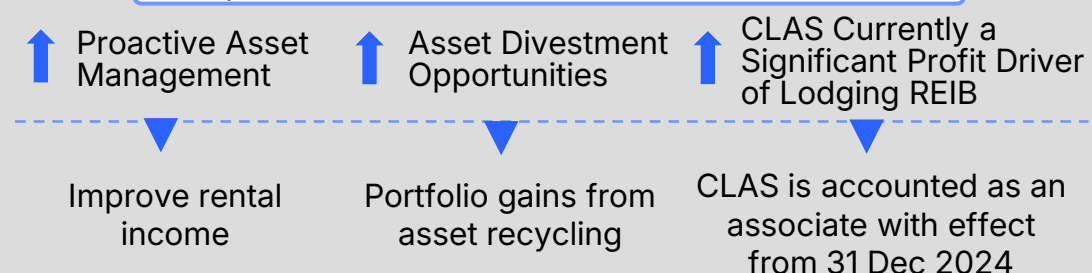 Proactive Asset
Management
Asset Divestment
Opportunities
CLAS Currently a
Significant Profit Driver
of Lodging REIB
Improve rental
income
Portfolio gains from
asset recycling
CLAS is accounted as an
associate with effect
from 31 Dec 2024